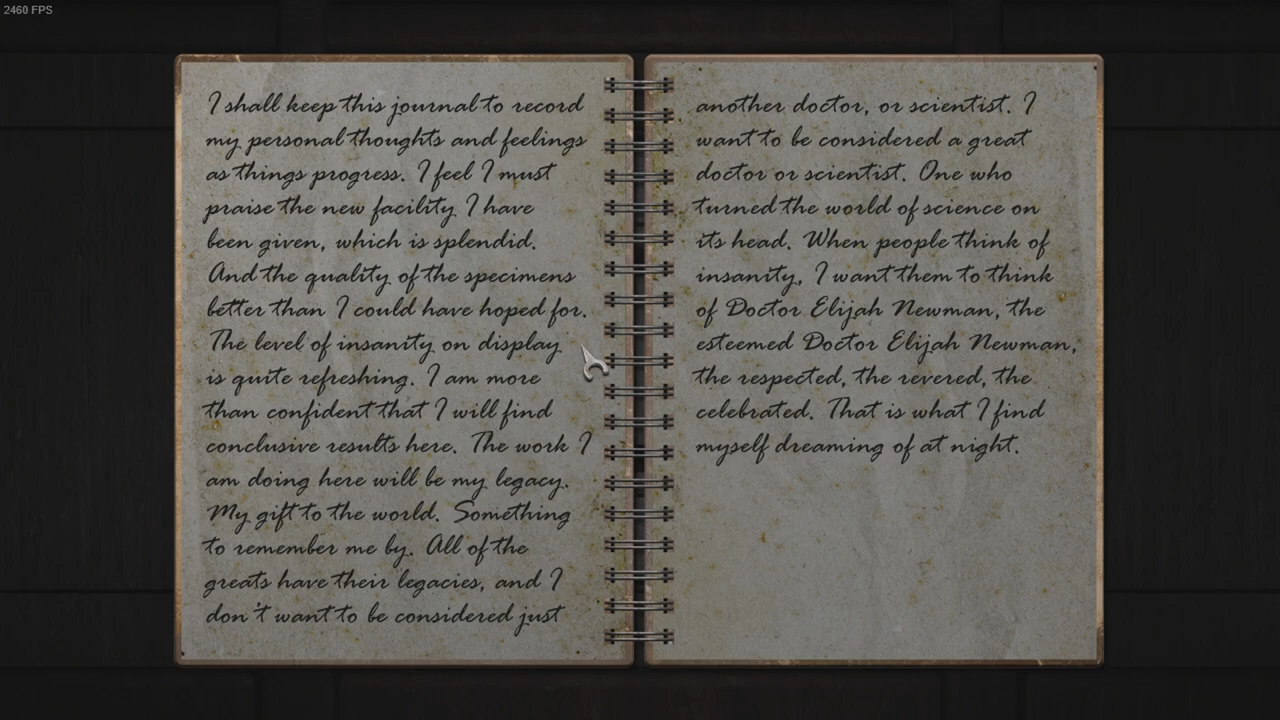 2460 FPS
I shall keep this journal to record
my personal thoughts and feelings
as things progress. I feel I must
praise the new facility I have
been given, which is splendid.
And the quality of the specimens
better than I could have hoped for.
The level of insanity on display
is quite refreshing. I am more
than confident that I will find
conclusive results here. The work I
am doing here will be my legacy.
My gift to the world. Something
to remember me by. All of the
greats have their legacies, and I
don't want to be considered just
another doctor, or scientist. I
want to be considered a great
doctor or scientist. One who
turned the world of science on
its head. When people think of
insanity, I want them to think
of Doctor Elijah Newman, the
esteemed Doctor Elijah Newman,
the respected, the revered, the
celebrated. That is what I find
myself dreaming of at night.